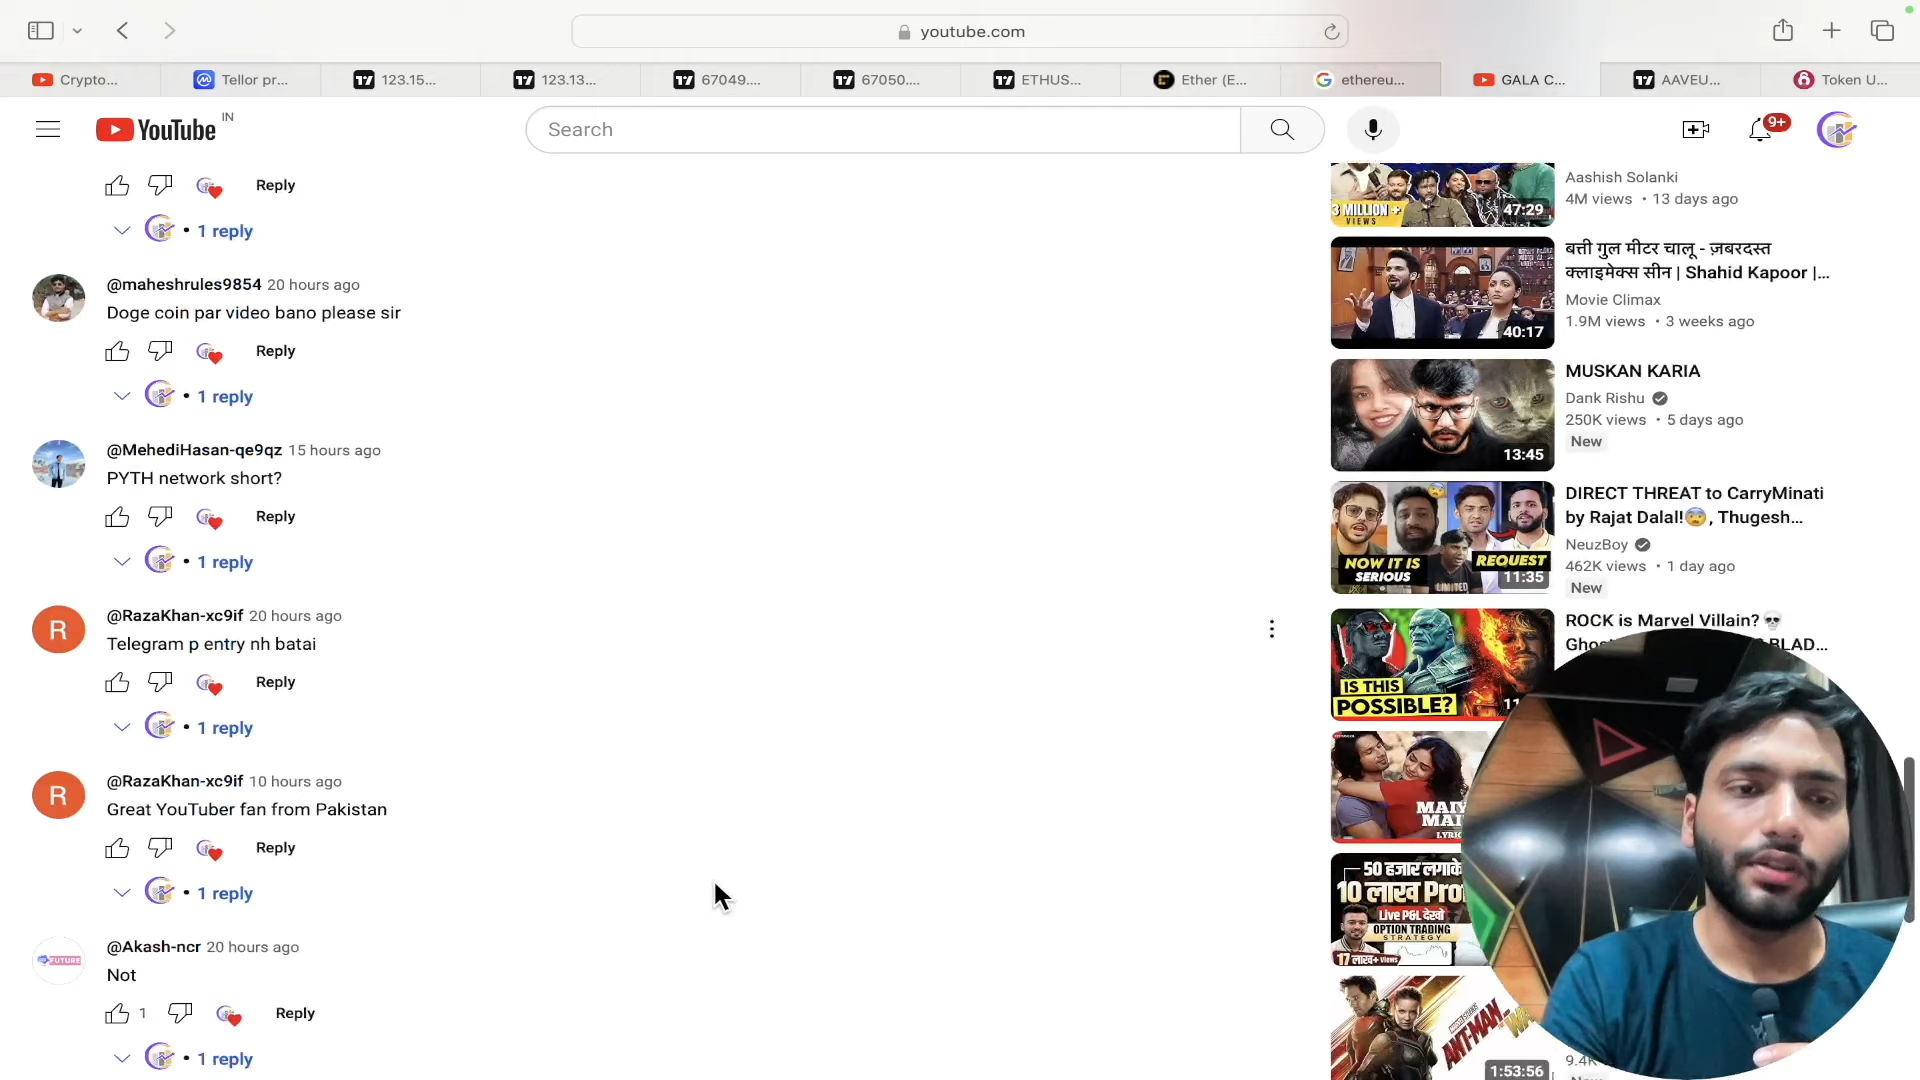 youtube.com
Crypto...
Tellor pr...
123.15...
123.13...
67049....
67050....
ETHUS...
Ether (E...
ethereu...
GALA C...
AAVEU...
Token U...
YouTube IN
Search
9+
Reply
1 reply
@maheshrules9854 20 hours ago
Doge coin par video bano please sir
Reply
1 reply
@MehediHasan-qe9qz 15 hours ago
PYTH network short?
Reply
1 reply
@RazaKhan-xc9if 20 hours ago
Telegram p entry nh batai
Reply
1 reply
@RazaKhan-xc9if 10 hours ago
Great YouTuber fan from Pakistan
Reply
1 reply
FUTURE
@Akash-ncr 20 hours ago
Not
1
Reply
1 reply
3 MILLION +
VIEWS
47:29
Aashish Solanki
4M views • 13 days ago
40:17
बत्ती गुल मीटर चालू - ज़बरदस्त
क्लाइमेक्स सीन | Shahid Kapoor |...
Movie Climax
1.9M views • 3 weeks ago
13:45
MUSKAN KARIA
Dank Rishu
250K views • 5 days ago
New
NOW IT IS
SERIOUS
REQUEST
11:35
DIRECT THREAT to CarryMinati
by Rajat Dalal!😨, Thugesh...
NeuzBoy
462K views • 1 day ago
New
IS THIS
POSSIBLE?
ROCK is Marvel Villain?💀
50 हजार लगाके
10 लाख
Live P&L देखो
OPTION TRADING
STRATEGY
17 लाख+ Views
ANT-MAN
1:53:56